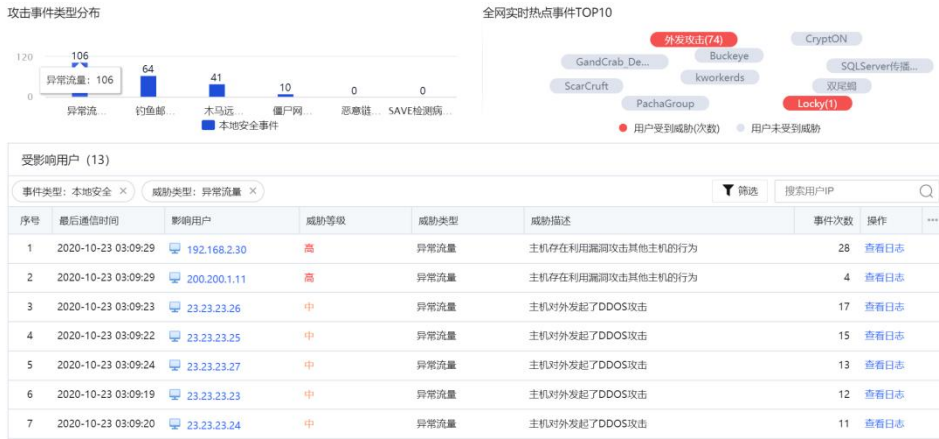 攻击事件类型分布
120
0
106
64
41
10
0
0
异常流量：106
异常流...
钓鱼邮...
木马远...
僵尸网...
恶意链...
SAVE检测病...
本地安全事件
全网实时热点事件TOP10
外发攻击(74)
CryptON
GandCrab_De...
Buckeye
SQLServer传播...
ScarCruft
kworkerds
双尾蝎
PachaGroup
Locky(1)
用户受到威胁(次数) 用户未受到威胁
受影响用户（13）
事件类型：本地安全 × 威胁类型：异常流量 × 筛选 搜索用户IP
序号 最后通信时间 影响用户 威胁等级 威胁类型 威胁描述 事件次数 操作 ...
1 2020-10-23 03:09:29 192.168.2.30 高 异常流量 主机存在利用漏洞攻击其他主机的行为 28 查看日志
2 2020-10-23 03:09:29 200.200.1.11 高 异常流量 主机存在利用漏洞攻击其他主机的行为 4 查看日志
3 2020-10-23 03:09:23 23.23.23.26 中 异常流量 主机对外发起了DDOS攻击 17 查看日志
4 2020-10-23 03:09:22 23.23.23.25 中 异常流量 主机对外发起了DDOS攻击 15 查看日志
5 2020-10-23 03:09:24 23.23.23.27 中 异常流量 主机对外发起了DDOS攻击 13 查看日志
6 2020-10-23 03:09:19 23.23.23.23 中 异常流量 主机对外发起了DDOS攻击 12 查看日志
7 2020-10-23 03:09:20 23.23.23.24 中 异常流量 主机对外发起了DDOS攻击 11 查看日志